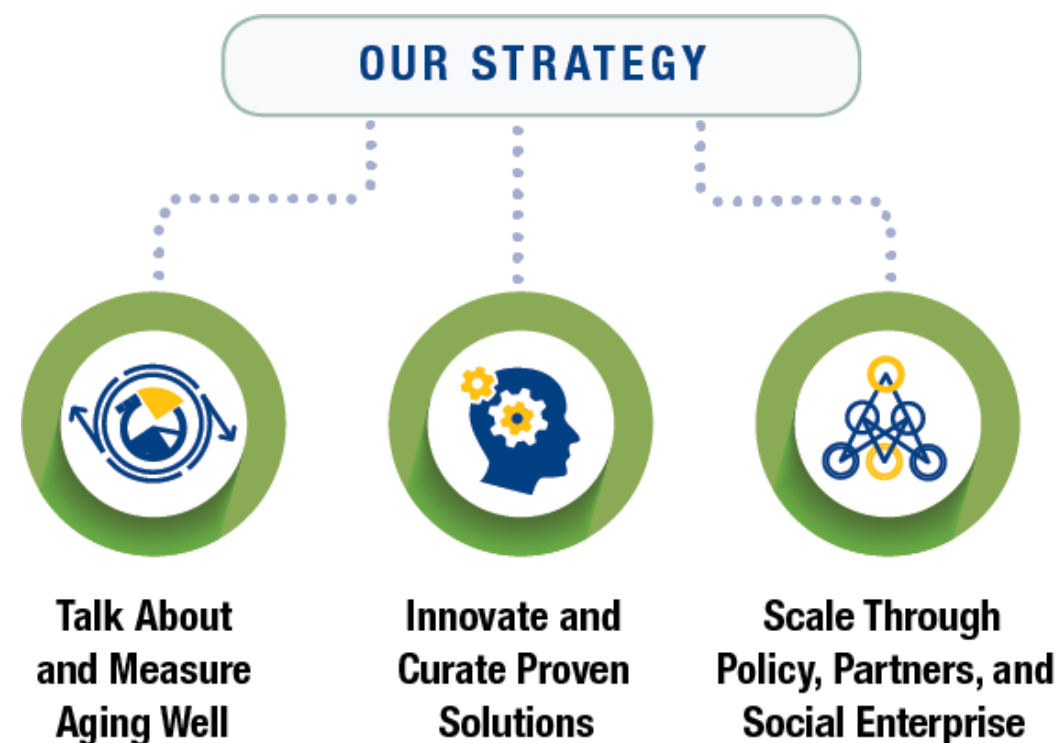 OUR STRATEGY
Talk About
and Measure
Aging Well
Innovate and
Curate Proven
Solutions
Scale Through
Policy, Partners, and
Social Enterprise